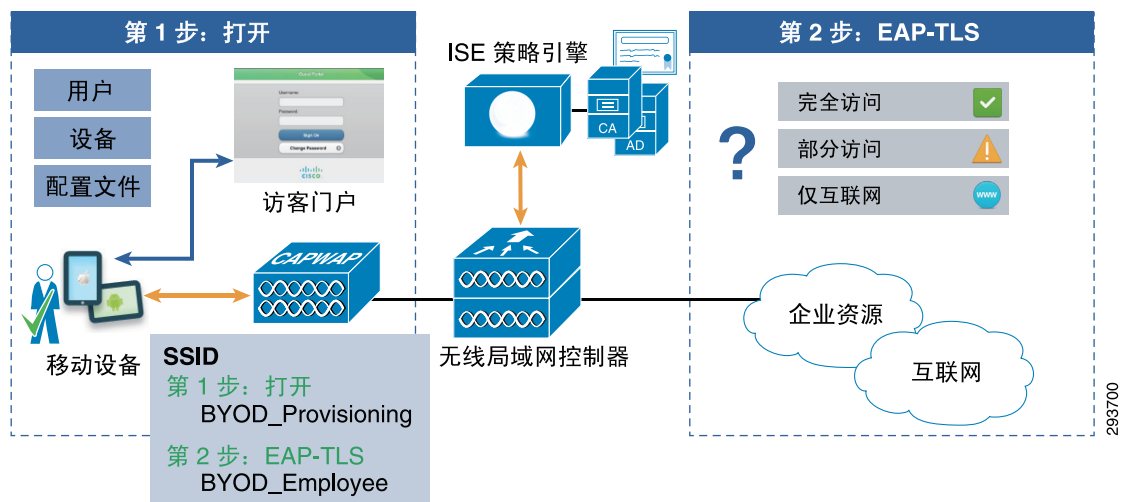 第 1 步：打开
用户
设备
配置文件
Guest Portal
Username:
Password:
Sign On
Change Password
CISCO
访客门户
移动设备
CAPWAP
SSID
第 1 步：打开
BYOD_Provisioning
第 2 步：EAP-TLS
BYOD_Employee
ISE 策略引擎
CA
AD
无线局域网控制器
第 2 步：EAP-TLS
?
完全访问
部分访问
仅互联网
www
企业资源
互联网
293700